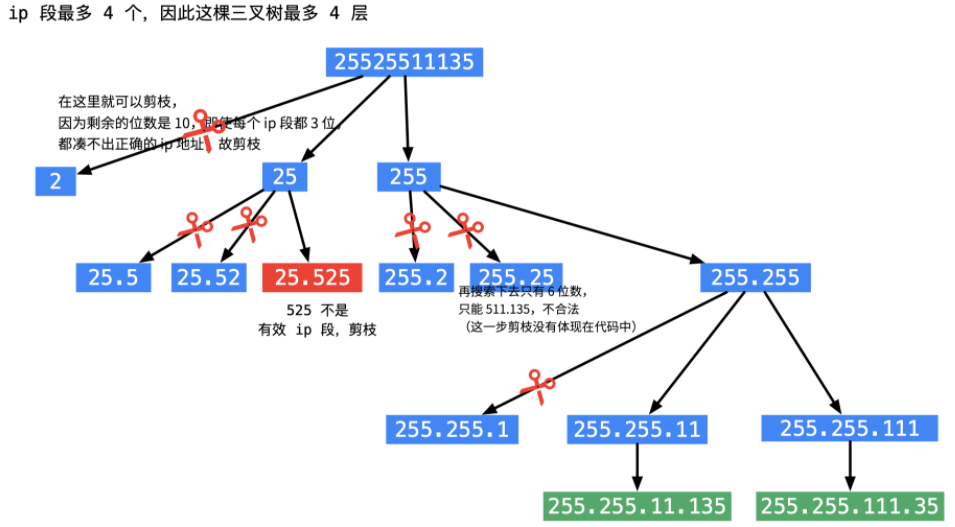 ip 段最多 4 个，因此这棵三叉树最多 4 层
25525511135
在这里就可以剪枝，
因为剩余的位数是 10，即使每个 ip 段都 3 位，
都凑不出正确的 ip 地址，故剪枝
2
25
255
25.5
25.52
25.525
255.2
255.25
255.255
525 不是
有效 ip 段，剪枝
再搜索下去只有 6 位数，
只能 511.135，不合法
（这一步剪枝没有体现在代码中）
255.255.1
255.255.11
255.255.111
255.255.11.135
255.255.111.35